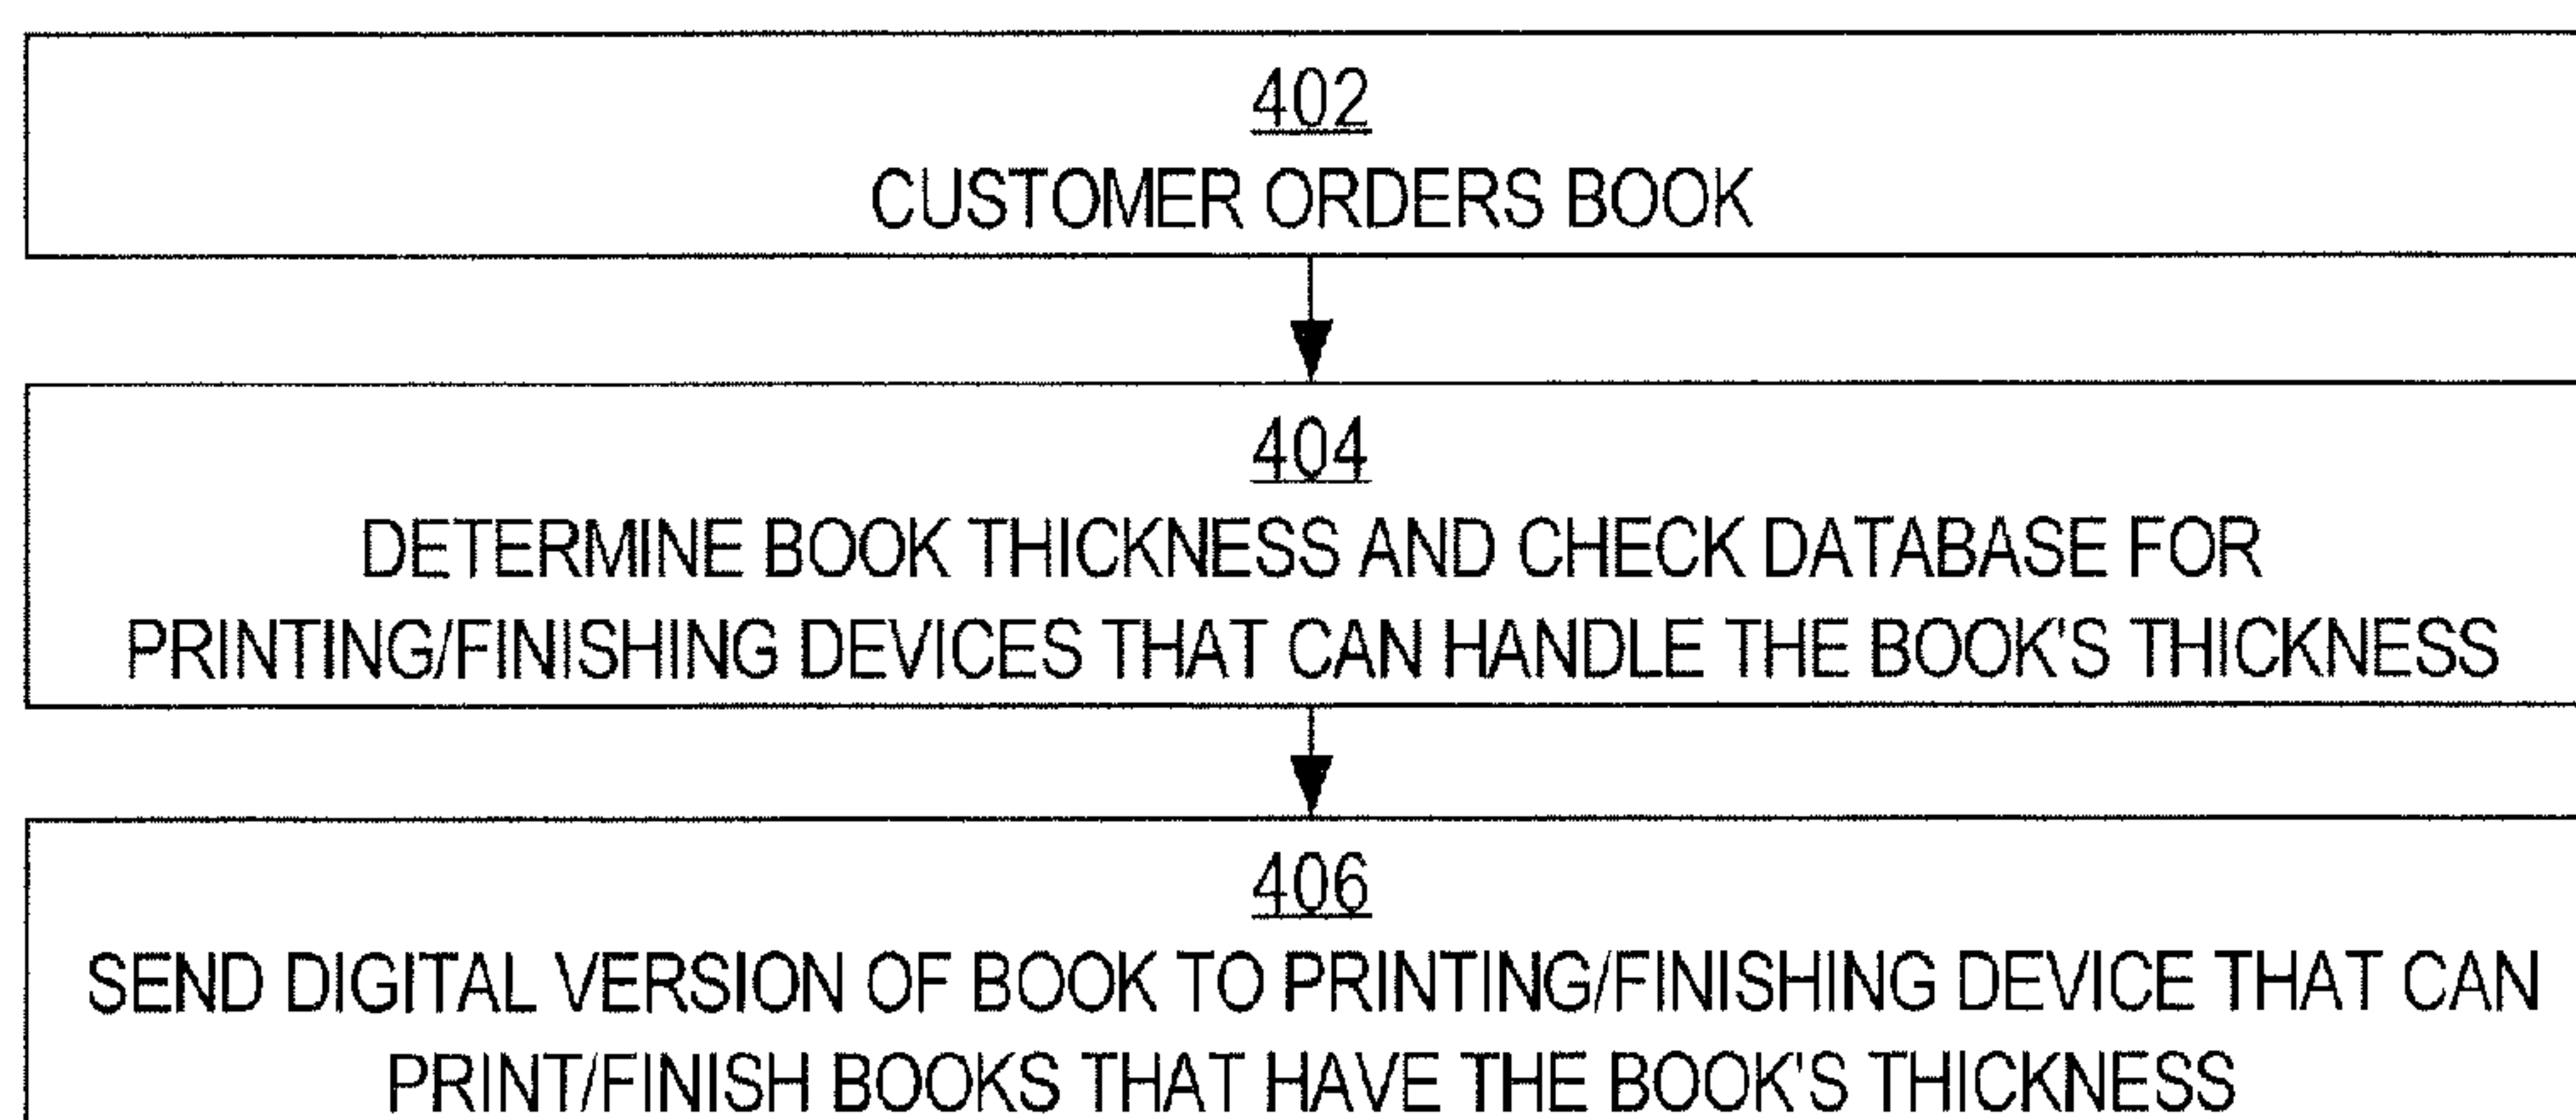 402
CUSTOMER ORDERS BOOK
404
DETERMINE BOOK THICKNESS AND CHECK DATABASE FOR
PRINTING/FINISHING DEVICES THAT CAN HANDLE THE BOOK'S THICKNESS
406
SEND DIGITAL VERSION OF BOOK TO PRINTING/FINISHING DEVICE THAT CAN
PRINT/FINISH BOOKS THAT HAVE THE BOOK'S THICKNESS